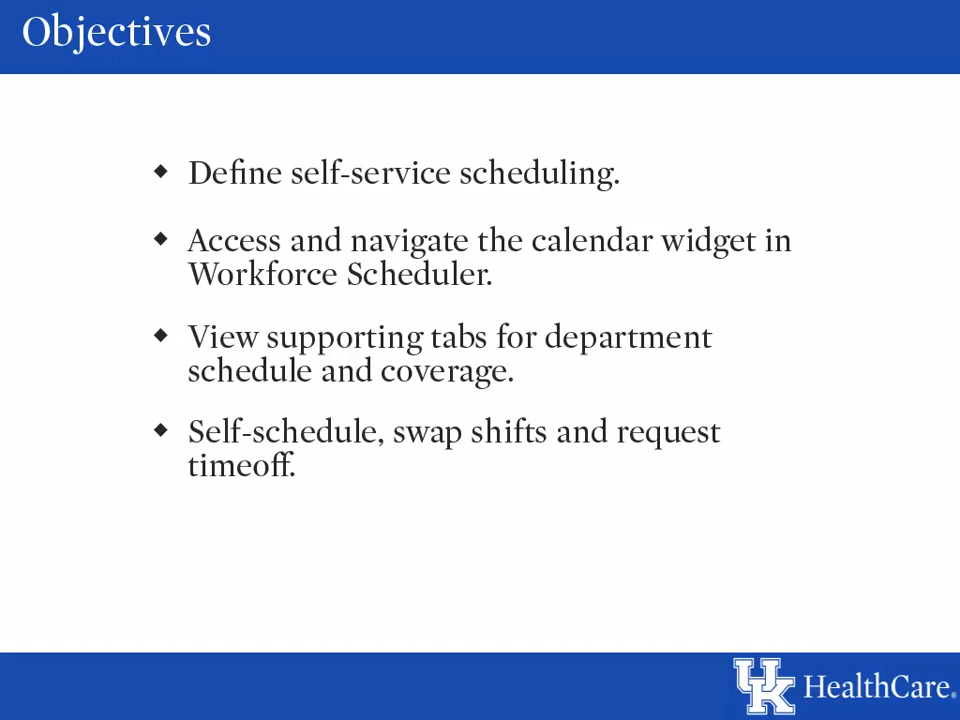 Objectives
◆ Define self-service scheduling.
◆ Access and navigate the calendar widget in
Workforce Scheduler.
◆ View supporting tabs for department
schedule and coverage.
◆ Self-schedule, swap shifts and request
timeoff.
UK HealthCare®